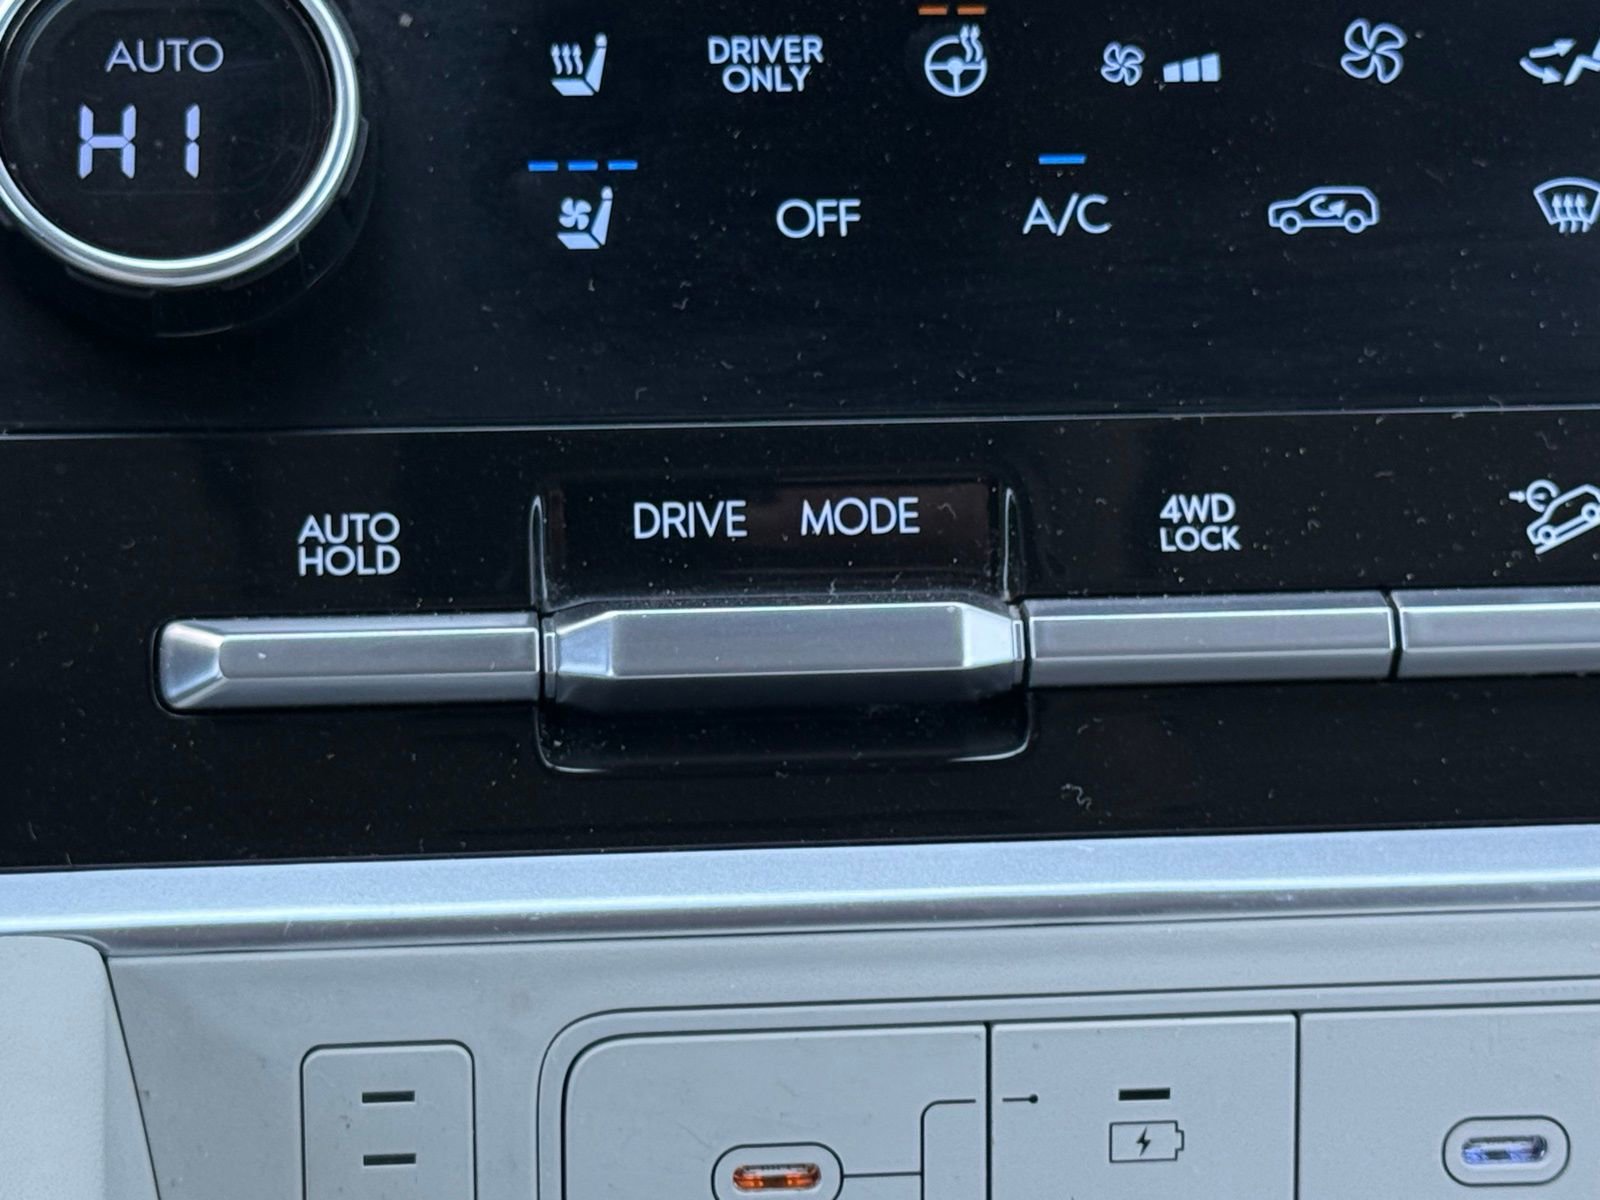 AUTO
HI
DRIVER
ONLY
OFF
A/C
AUTO
HOLD
DRIVE MODE
4WD
LOCK